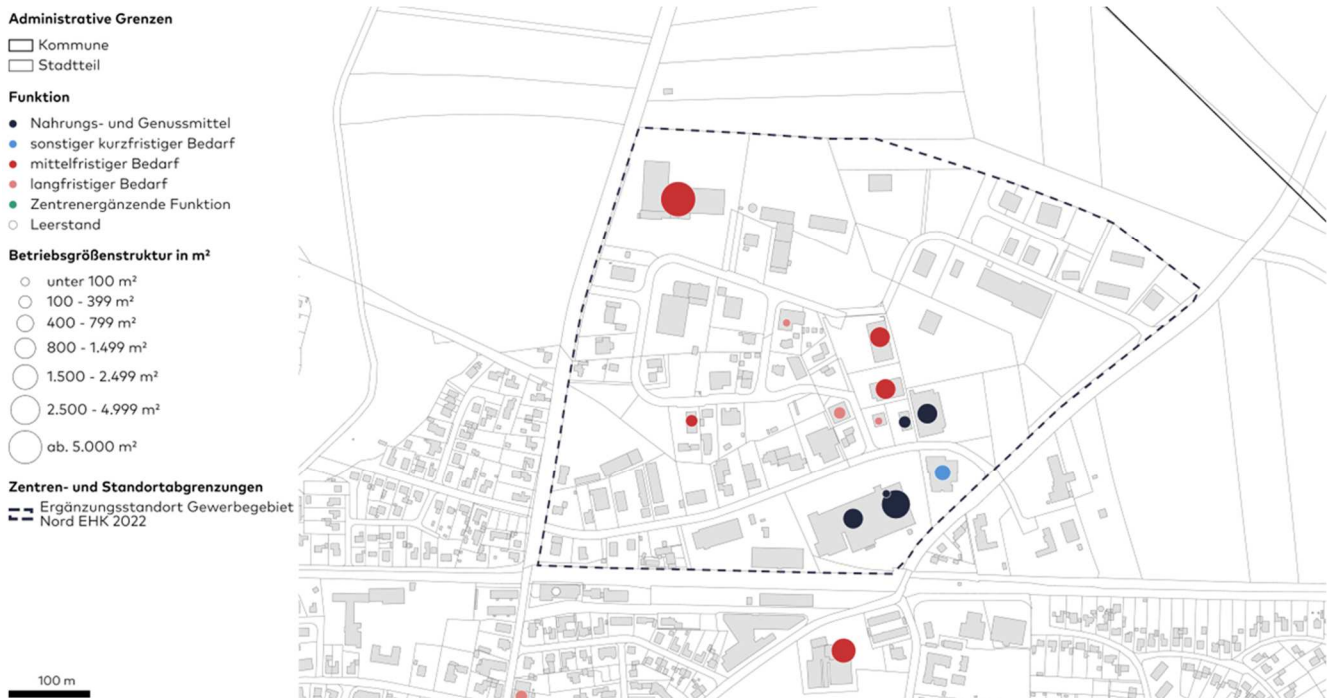 Administrative Grenzen
Kommune
Stadtteil
Funktion
Nahrungs- und Genussmittel
sonstiger kurzfristiger Bedarf
mittelfristiger Bedarf
langfristiger Bedarf
Zentrenergänzende Funktion
Leerstand
Betriebsgrößenstruktur in m²
unter 100 m²
100 - 399 m²
400 - 799 m²
800 - 1.499 m²
1.500 - 2.499 m²
2.500 - 4.999 m²
ab. 5.000 m²
Zentren- und Standortabgrenzungen
Ergänzungsstandort Gewerbegebiet
Nord EHK 2022
100 m